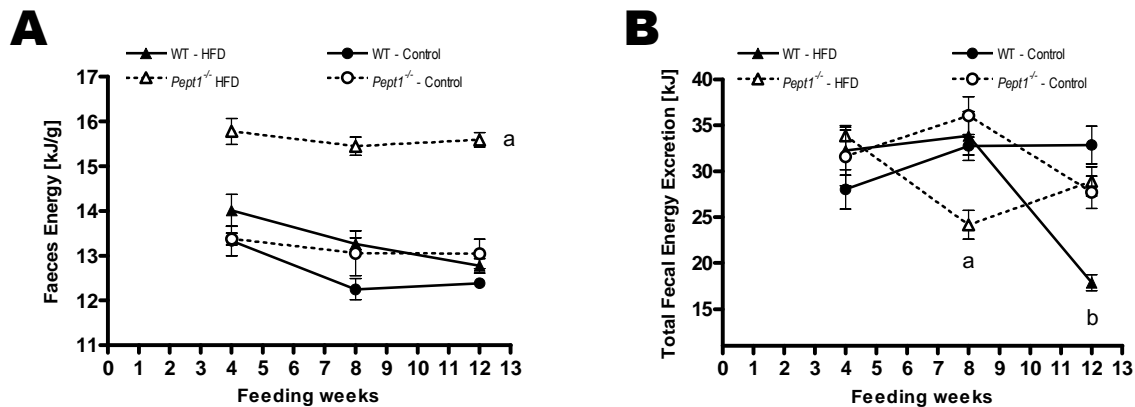 A
WT - HFD
WT - Control
Pept1-/- HFD
Pept1-/- - Control
Faeces Energy [kJ/g]
17
16
15
14
13
12
11
a
0 1 2 3 4 5 6 7 8 9 10 11 12 13
Feeding weeks
B
WT - HFD
WT - Control
Pept1-/- HFD
Pept1-/- - Control
Total Fecal Energy Excretion [kJ]
40
35
30
25
20
15
a
b
0 1 2 3 4 5 6 7 8 9 10 11 12 13
Feeding weeks